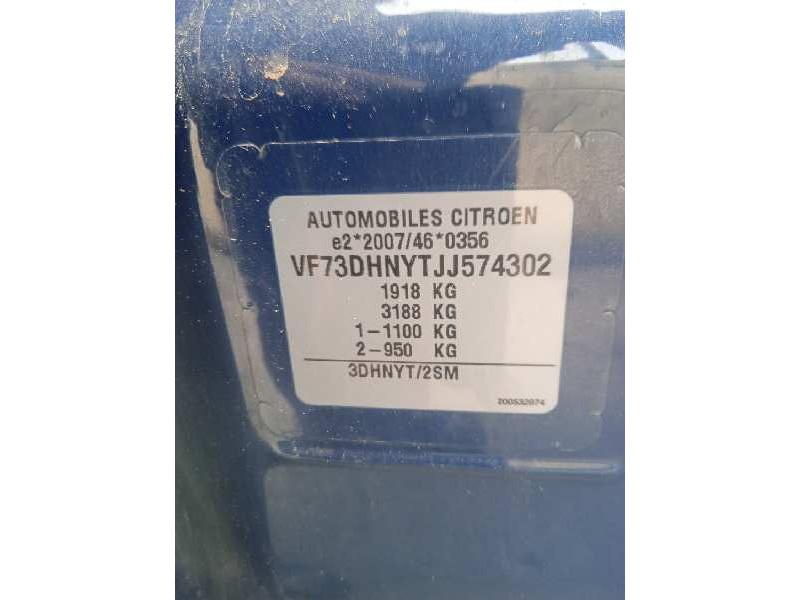 AUTOMOBILES CITROEN
e2*2007/46*0356
VF73DHNYTJJ574302
1918 KG
3188 KG
1-1100 KG
2-950 KG
3DHNYT/2SM
200532874